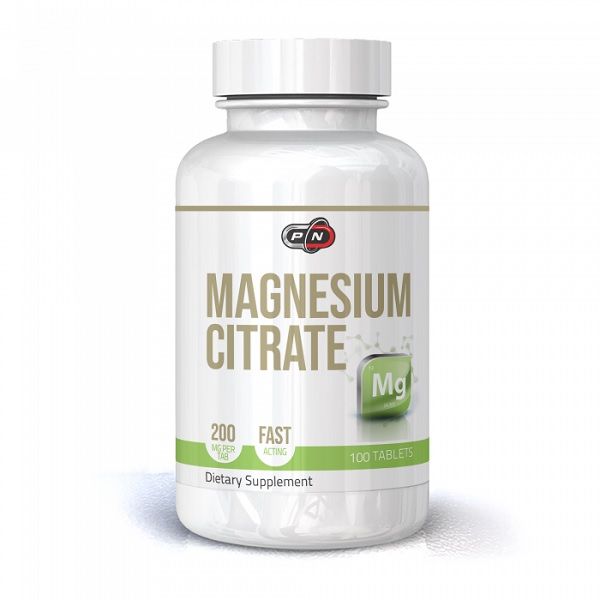 PN
MAGNESIUM
CITRATE
Mg
200
MG PER
TAB
FAST
ACTING
100 TABLETS
Dietary Supplement